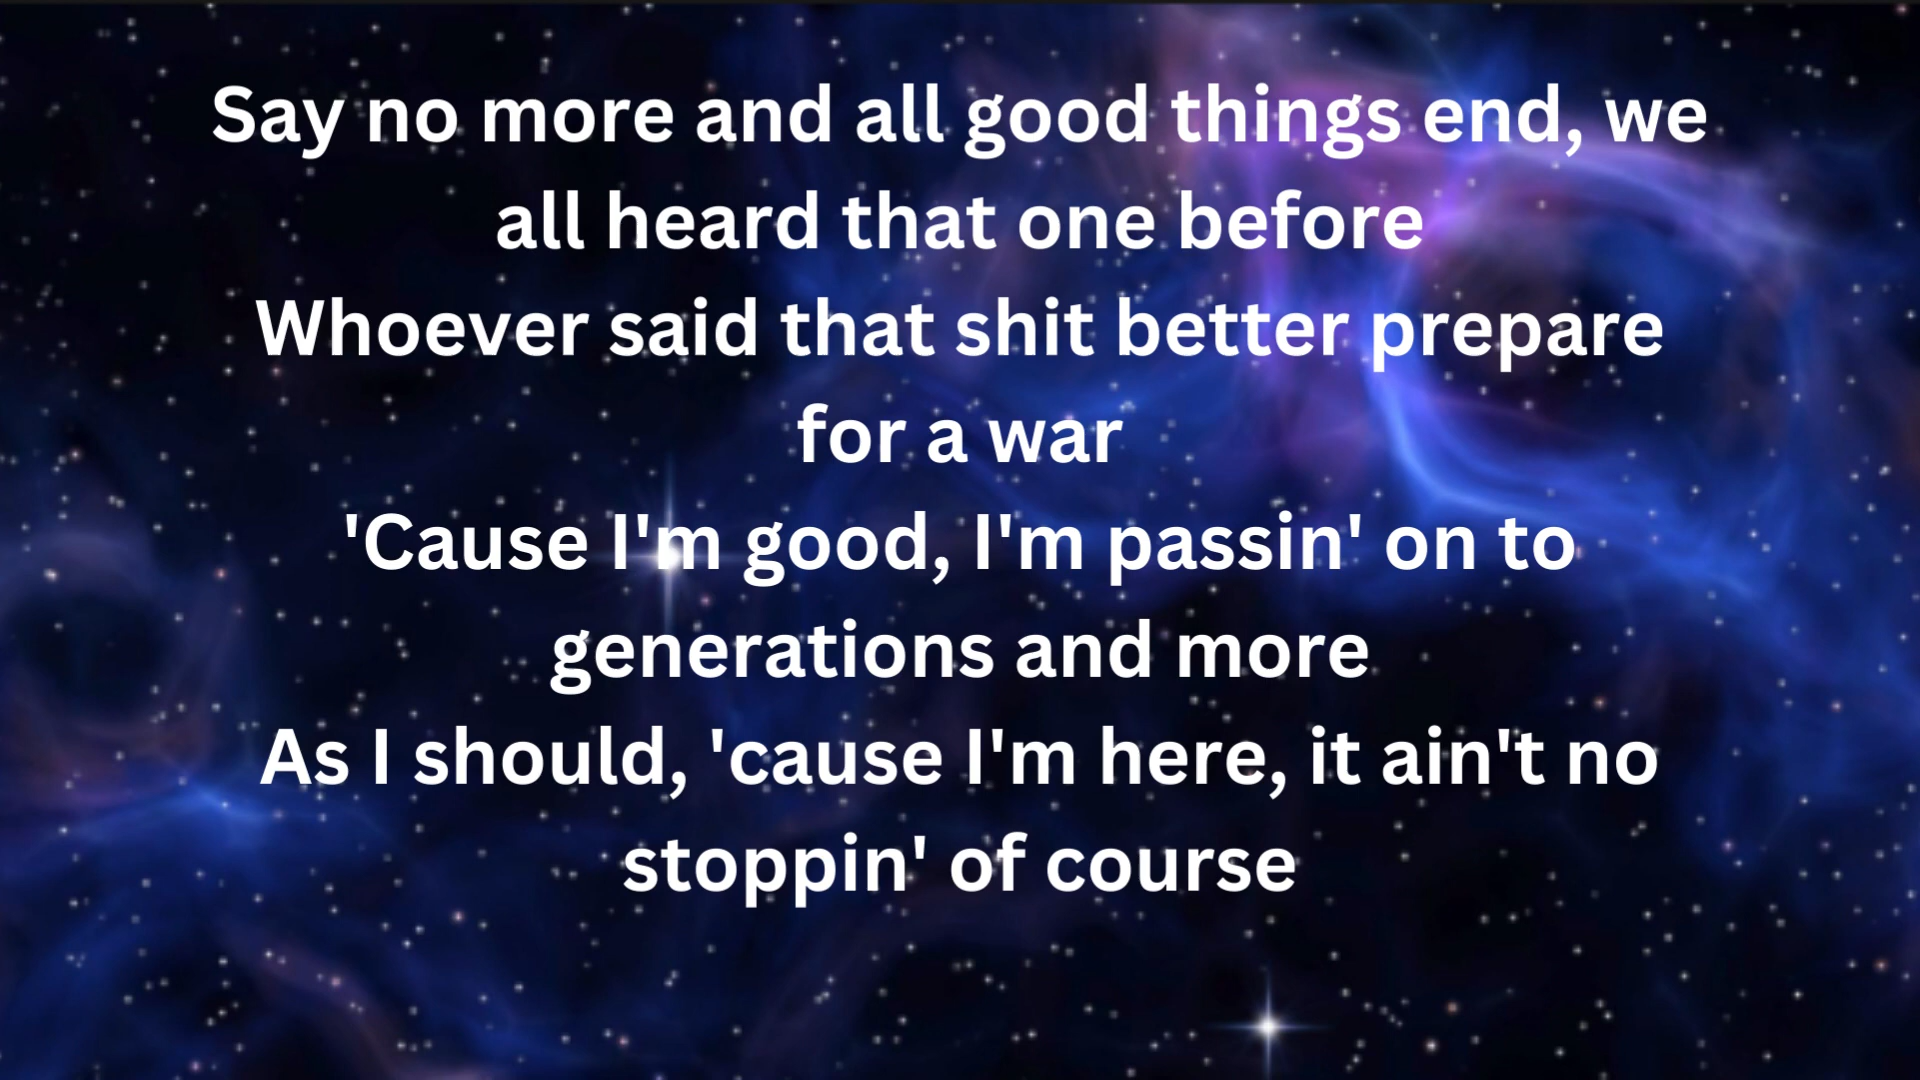 Say no more and all good things end, we
all heard that one before
Whoever said that shit better prepare
for a war
'Cause I'm good, I'm passin' on to
generations and more
As I should, 'cause I'm here, it ain't no
stoppin' of course